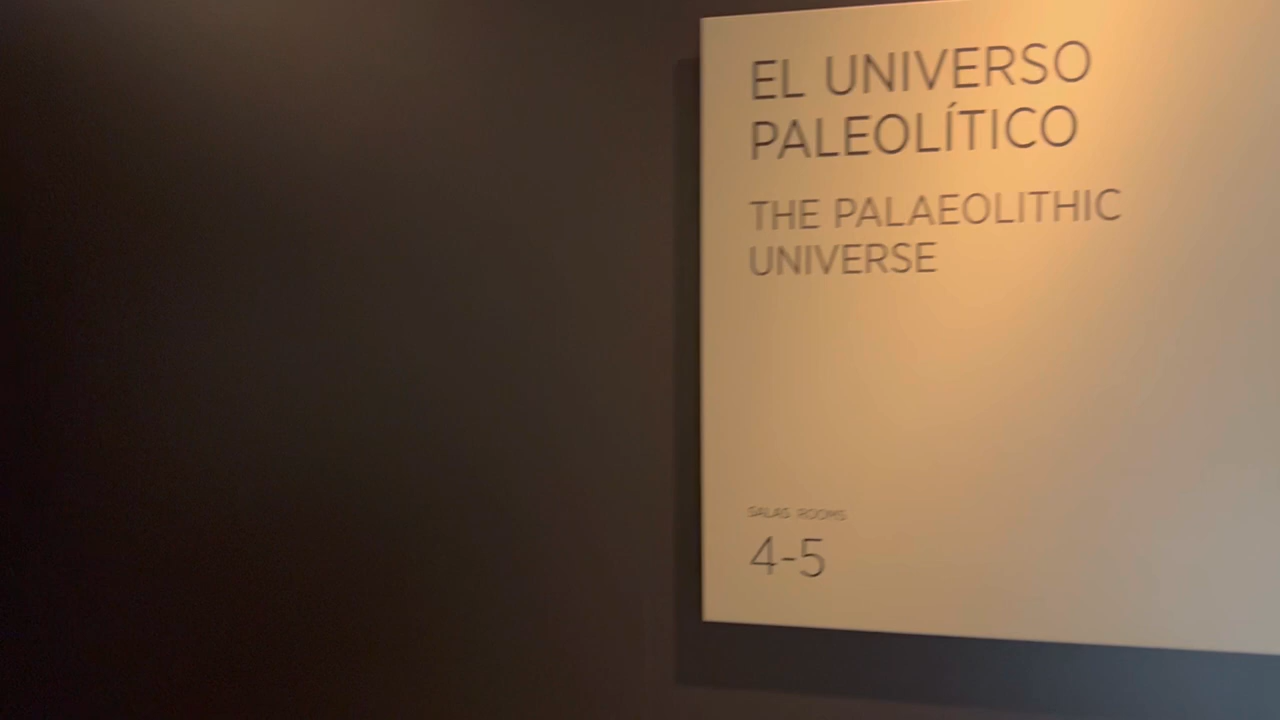 EL UNIVERSO
PALEOLÍTICO
THE PALAEOLITHIC
UNIVERSE
SALAS ROOMS
4-5